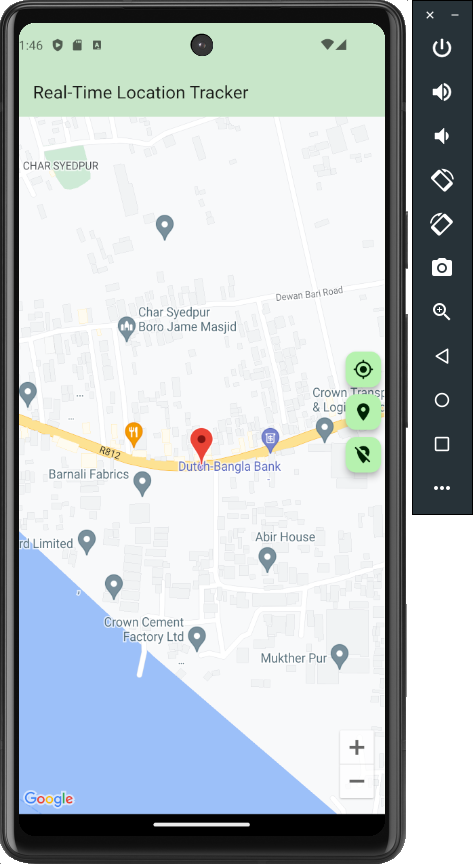 1:46
Real-Time Location Tracker
CHAR SYEDPUR
Dewan Bari Road
Char Syedpur
Boro Jame Masjid
Crown Transp
& Logi
R812
Dutch-Bangla Bank
Barnali Fabrics
rd Limited
Abir House
Crown Cement
Factory Ltd
Mukther Pur
Google